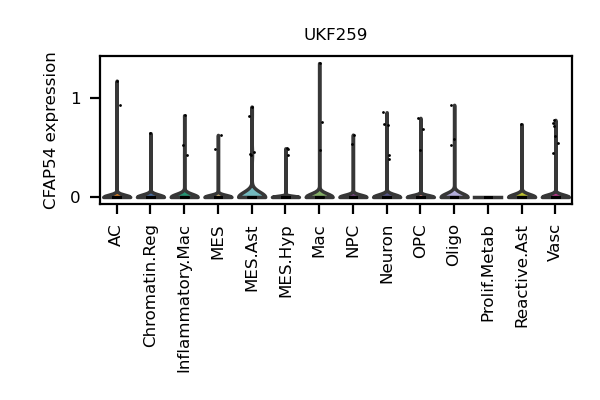 UKF259
CFAP54 expression
1
0
AC
Chromatin.Reg
Inflammatory.Mac
MES
MES.Ast
MES.Hyp
Mac
NPC
Neuron
OPC
Oligo
Prolif.Metab
Reactive.Ast
Vasc